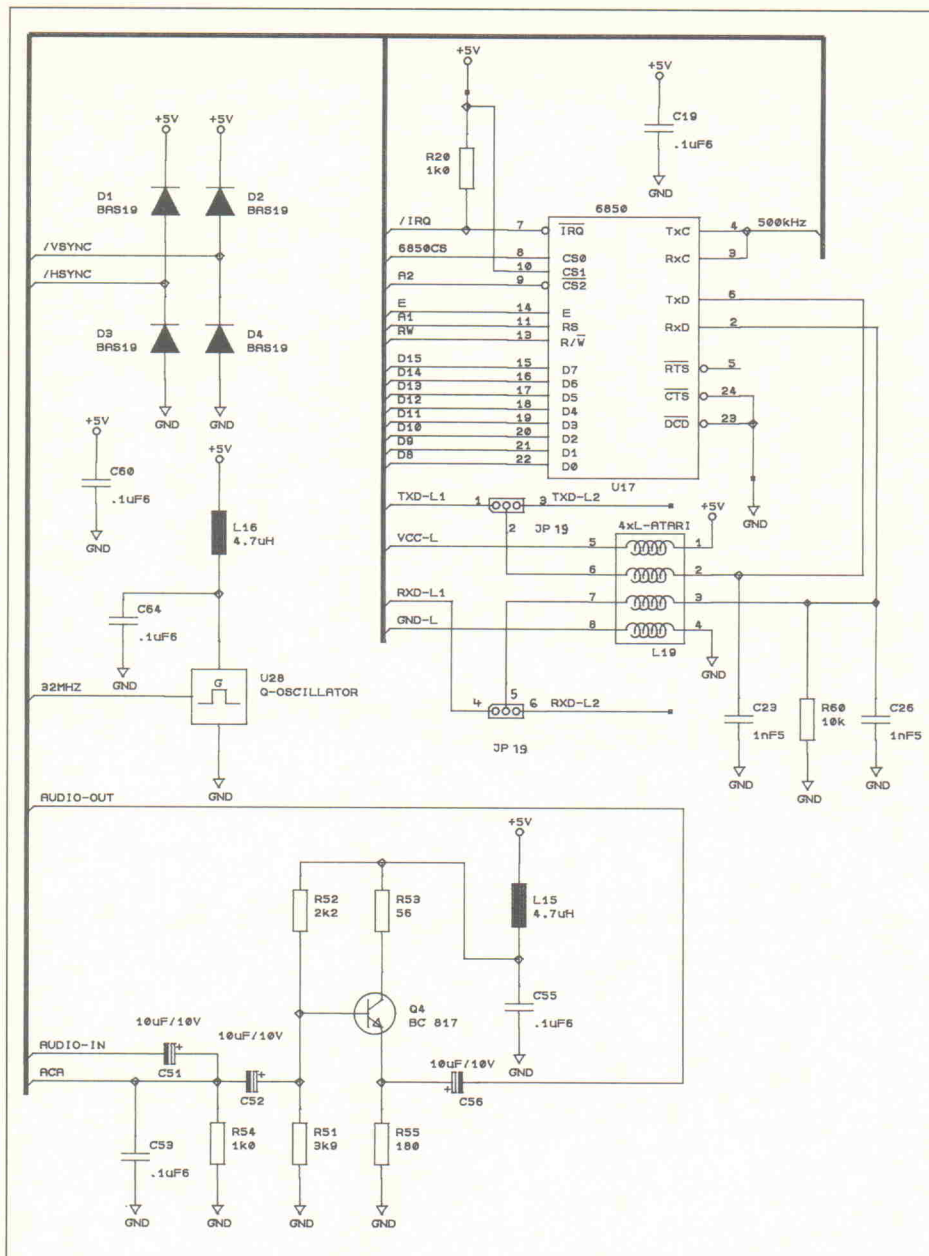 +5V
+5V
C19
.1uF6
GND
R20
1k0
+5V
+5V
D1
BAS19
D2
BAS19
/VSYNC
/HSYNC
D3
BAS19
D4
BAS19
GND
GND
6850
/IRQ
7
IRQ
TxC
4
500kHz
6850CS
8
CS0
RxC
3
10
CS1
A2
9
CS2
TxD
6
E
14
E
RxD
2
A1
11
RS
RW
13
R/W
D15
15
D7
RTS
5
D14
16
D6
D13
17
D5
CTS
24
D12
18
D4
D11
19
D3
DCD
23
D10
20
D2
D9
21
D1
D8
22
D0
U17
GND
+5V
C60
.1uF6
GND
+5V
L16
4.7uH
C64
.1uF6
GND
U28
Q-OSCILLATOR
G
32MHZ
GND
TXD-L1
1
3
TXD-L2
2
JP19
4xL-ATARI
+5V
VCC-L
5
1
6
2
RXD-L1
7
3
GND-L
8
4
L19
GND
5
4
6
RXD-L2
JP19
C23
1nF5
R60
10k
C26
1nF5
GND
GND
GND
AUDIO-OUT
+5V
R52
2k2
R53
56
L15
4.7uH
Q4
BC 817
C55
.1uF6
GND
10uF/10V
10uF/10V
10uF/10V
AUDIO-IN
C51
ACA
C52
C56
C53
.1uF6
R54
1k0
R51
3k9
R55
180
GND
GND
GND
GND